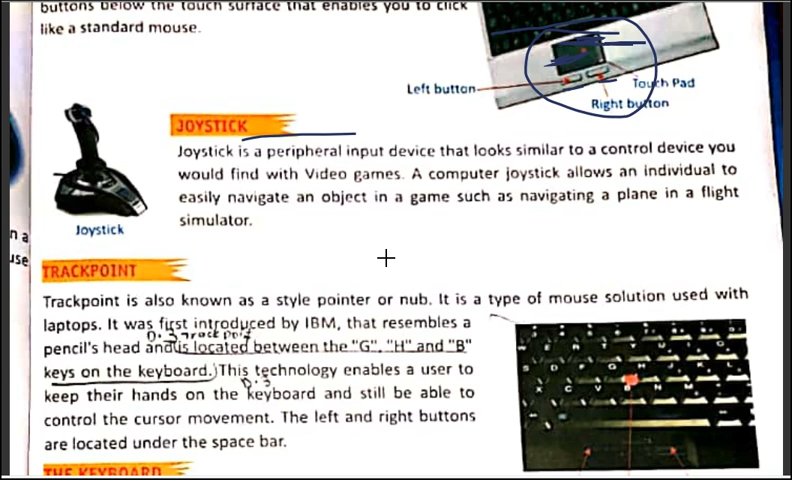 buttons below the touch surface that enables you to click
like a standard mouse.
Left button
Touch Pad
Right button
JOYSTICK
Joystick is a peripheral input device that looks similar to a control device you
would find with Video games. A computer joystick allows an individual to
easily navigate an object in a game such as navigating a plane in a flight
simulator.
Joystick
n a
use
TRACKPOINT
Trackpoint is also known as a style pointer or nub. It is a type of mouse solution used with
laptops. It was first introduced by IBM, that resembles a
pencil's head and is located between the "G", "H" and "B"
keys on the keyboard. This technology enables a user to
keep their hands on the keyboard and still be able to
control the cursor movement. The left and right buttons
are located under the space bar.
THE KEYBOARD